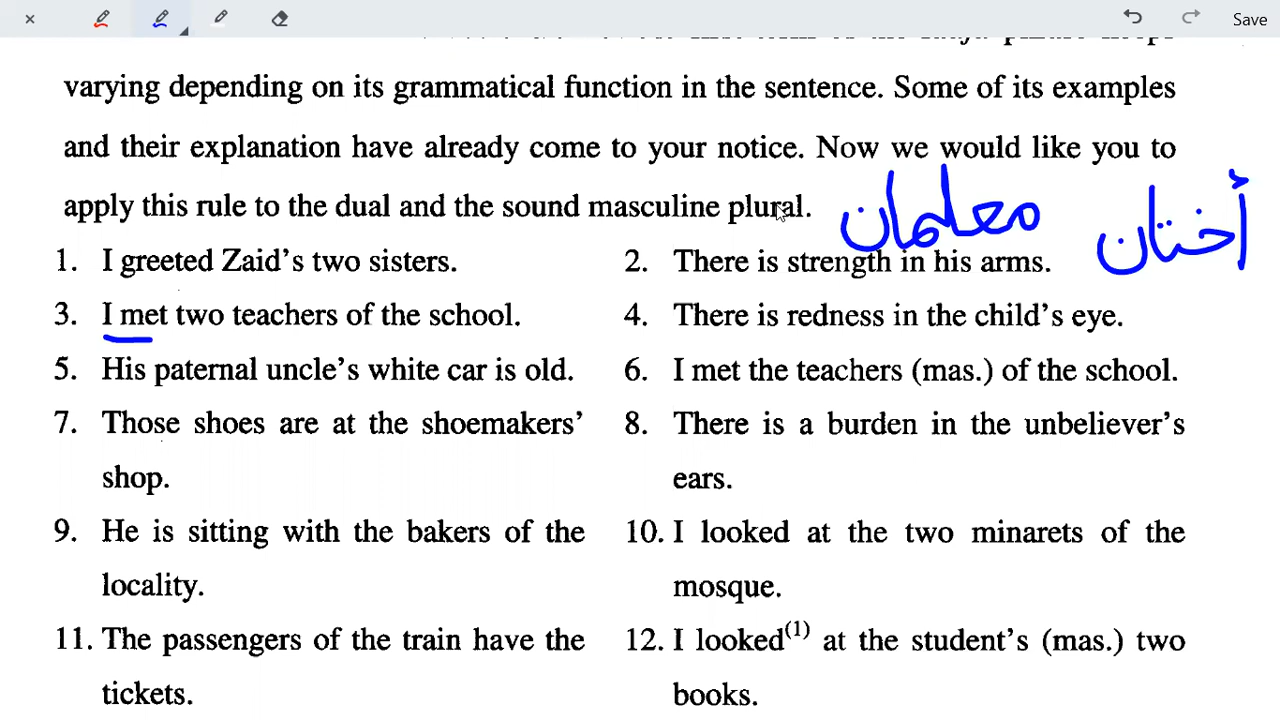 Save
varying depending on its grammatical function in the sentence. Some of its examples
and their explanation have already come to your notice. Now we would like you to
apply this rule to the dual and the sound masculine plural.
معلمان
أختان
1. I greeted Zaid's two sisters.
2. There is strength in his arms.
3. I met two teachers of the school.
4. There is redness in the child's eye.
5. His paternal uncle's white car is old.
6. I met the teachers (mas.) of the school.
7. Those shoes are at the shoemakers'
shop.
8. There is a burden in the unbeliever's
ears.
9. He is sitting with the bakers of the
locality.
10. I looked at the two minarets of the
mosque.
11. The passengers of the train have the
tickets.
12. I looked(1) at the student's (mas.) two
books.